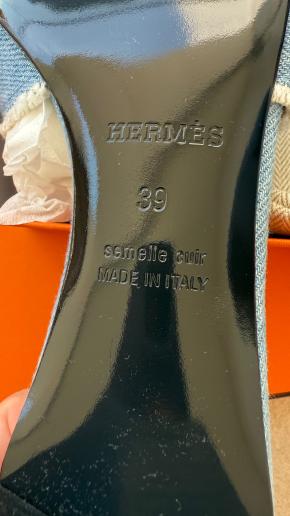 HERMÈS
39
semelle cuir
MADE IN ITALY